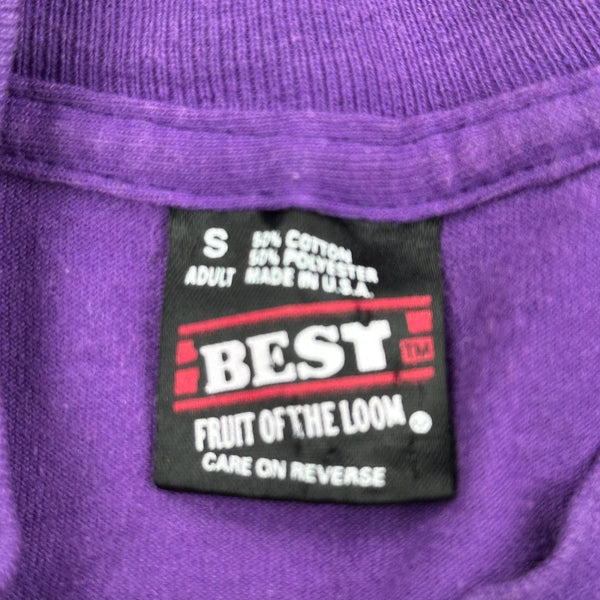 S
ADULT
50% COTTON
50% POLYESTER
MADE IN U.S.A.
BEST TM
FRUIT OF THE LOOM ®
CARE ON REVERSE